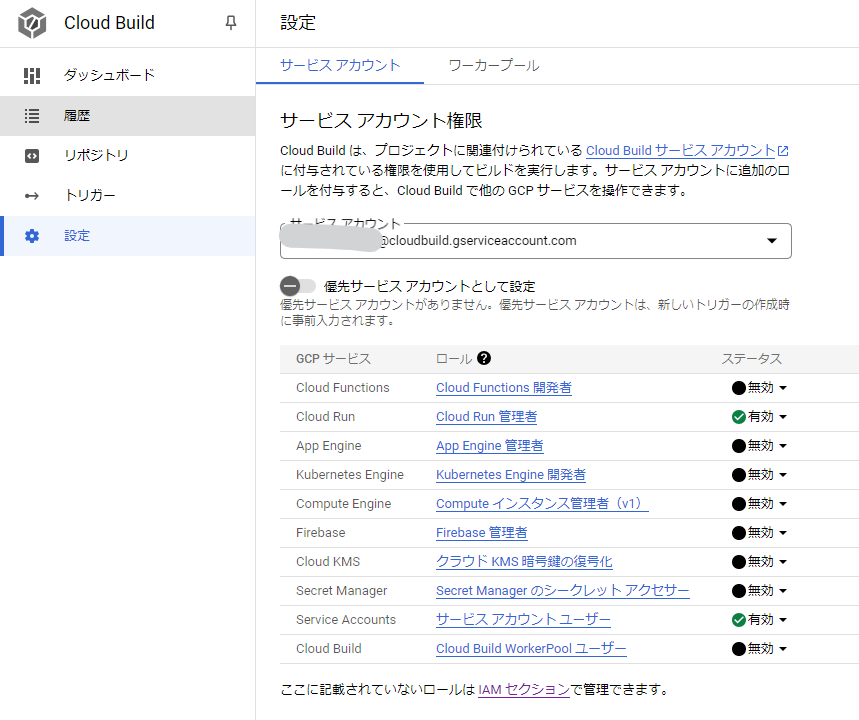 Cloud Build
設定
ダッシュボード
履歴
リポジトリ
トリガー
設定
サービス アカウント
ワーカープール
サービス アカウント権限
Cloud Build は、プロジェクトに関連付けられている Cloud Build サービス アカウント
に付与されている権限を使用してビルドを実行します。サービス アカウントに追加のロ
ールを付与すると、Cloud Build で他の GCP サービスを操作できます。
サービス アカウント
@cloudbuild.gserviceaccount.com
優先サービス アカウントとして設定
優先サービス アカウントがありません。優先サービス アカウントは、新しいトリガーの作成時
に事前入力されます。
GCP サービス ロール ステータス
Cloud Functions Cloud Functions 開発者 無効
Cloud Run Cloud Run 管理者 有効
App Engine App Engine 管理者 無効
Kubernetes Engine Kubernetes Engine 開発者 無効
Compute Engine Compute インスタンス管理者（v1） 無効
Firebase Firebase 管理者 無効
Cloud KMS クラウド KMS 暗号鍵の復号化 無効
Secret Manager Secret Manager のシークレット アクセサー 無効
Service Accounts サービス アカウント ユーザー 有効
Cloud Build Cloud Build WorkerPool ユーザー 無効
ここに記載されていないロールは IAM セクションで管理できます。